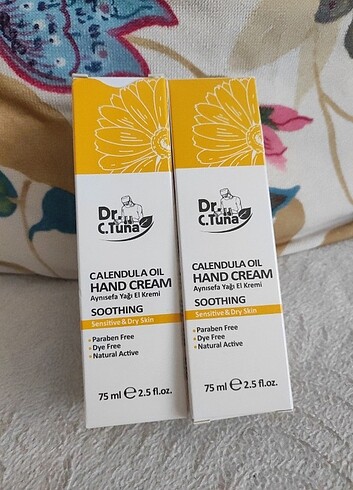 Dr.
C.Tuna
CALENDULA OIL
HAND CREAM
Aynısefa Yağı El Kremi
SOOTHING
Sensitive & Dry Skin
• Paraben Free
• Dye Free
• Natural Active
75 ml ℮ 2.5 fl.oz.
Dr.
C.Tuna
CALENDULA OIL
HAND CREAM
Aynısefa Yağı El Kremi
SOOTHING
Sensitive & Dry Skin
• Paraben Free
• Dye Free
• Natural Active
75 ml ℮ 2.5 fl.oz.